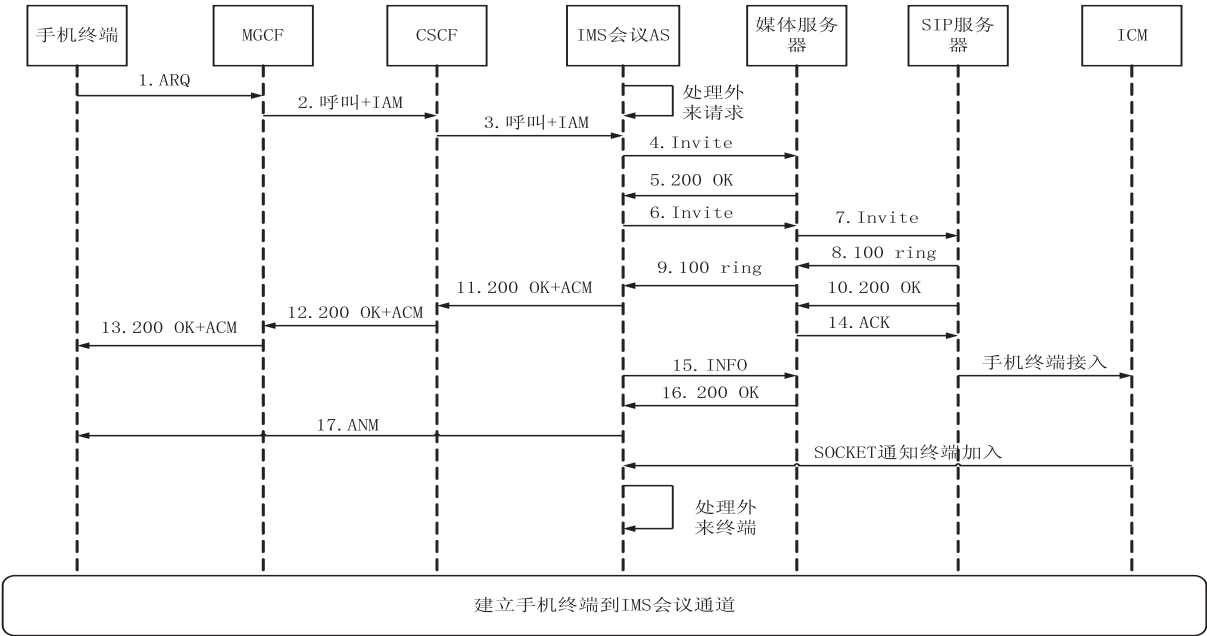 手机终端
MGCF
CSCF
IMS会议AS
媒体服务
器
SIP服务
器
ICM
1.ARQ
处理外
来请求
2.呼叫+IAM
3.呼叫+IAM
4.Invite
5.200 OK
6.Invite
7.Invite
8.100 ring
9.100 ring
10.200 OK
11.200 OK+ACM
12.200 OK+ACM
13.200 OK+ACM
14.ACK
15.INFO
手机终端接入
16.200 OK
17.ANM
SOCKET通知终端加入
处理外
来终端
建立手机终端到IMS会议通道